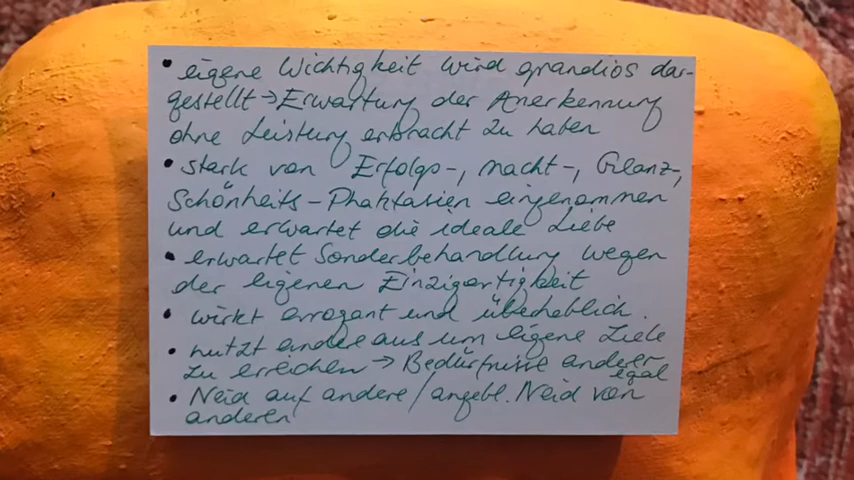 • eigene Wichtigkeit wird grandios dar-
gestellt → Erwartung der Anerkennung
ohne Leistung erbracht zu haben
• stark von Erfolgs-, Macht-, Glanz-,
Schönheits-Phantasien eingenommen
und erwartet die ideale Liebe
• erwartet Sonderbehandlung wegen
der eigenen Einzigartigkeit
• wirkt arrogant und überheblich.
• nutzt andere aus um eigene Ziele
zu erreichen → Bedürfnisse anderer
egal
• Neid auf andere / angebl. Neid von
anderen